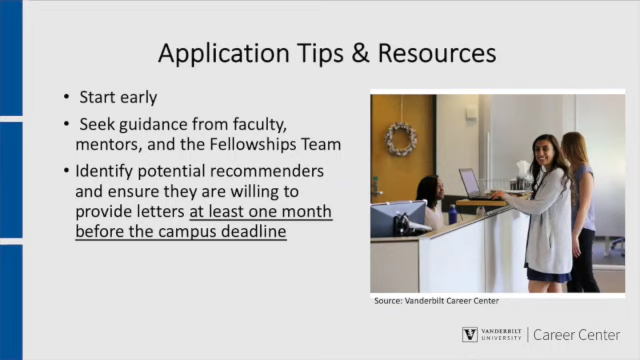 Application Tips & Resources
• Start early
• Seek guidance from faculty,
mentors, and the Fellowships Team
• Identify potential recommenders
and ensure they are willing to
provide letters at least one month
before the campus deadline
Source: Vanderbilt Career Center
V VANDERBILT
UNIVERSITY
Career Center